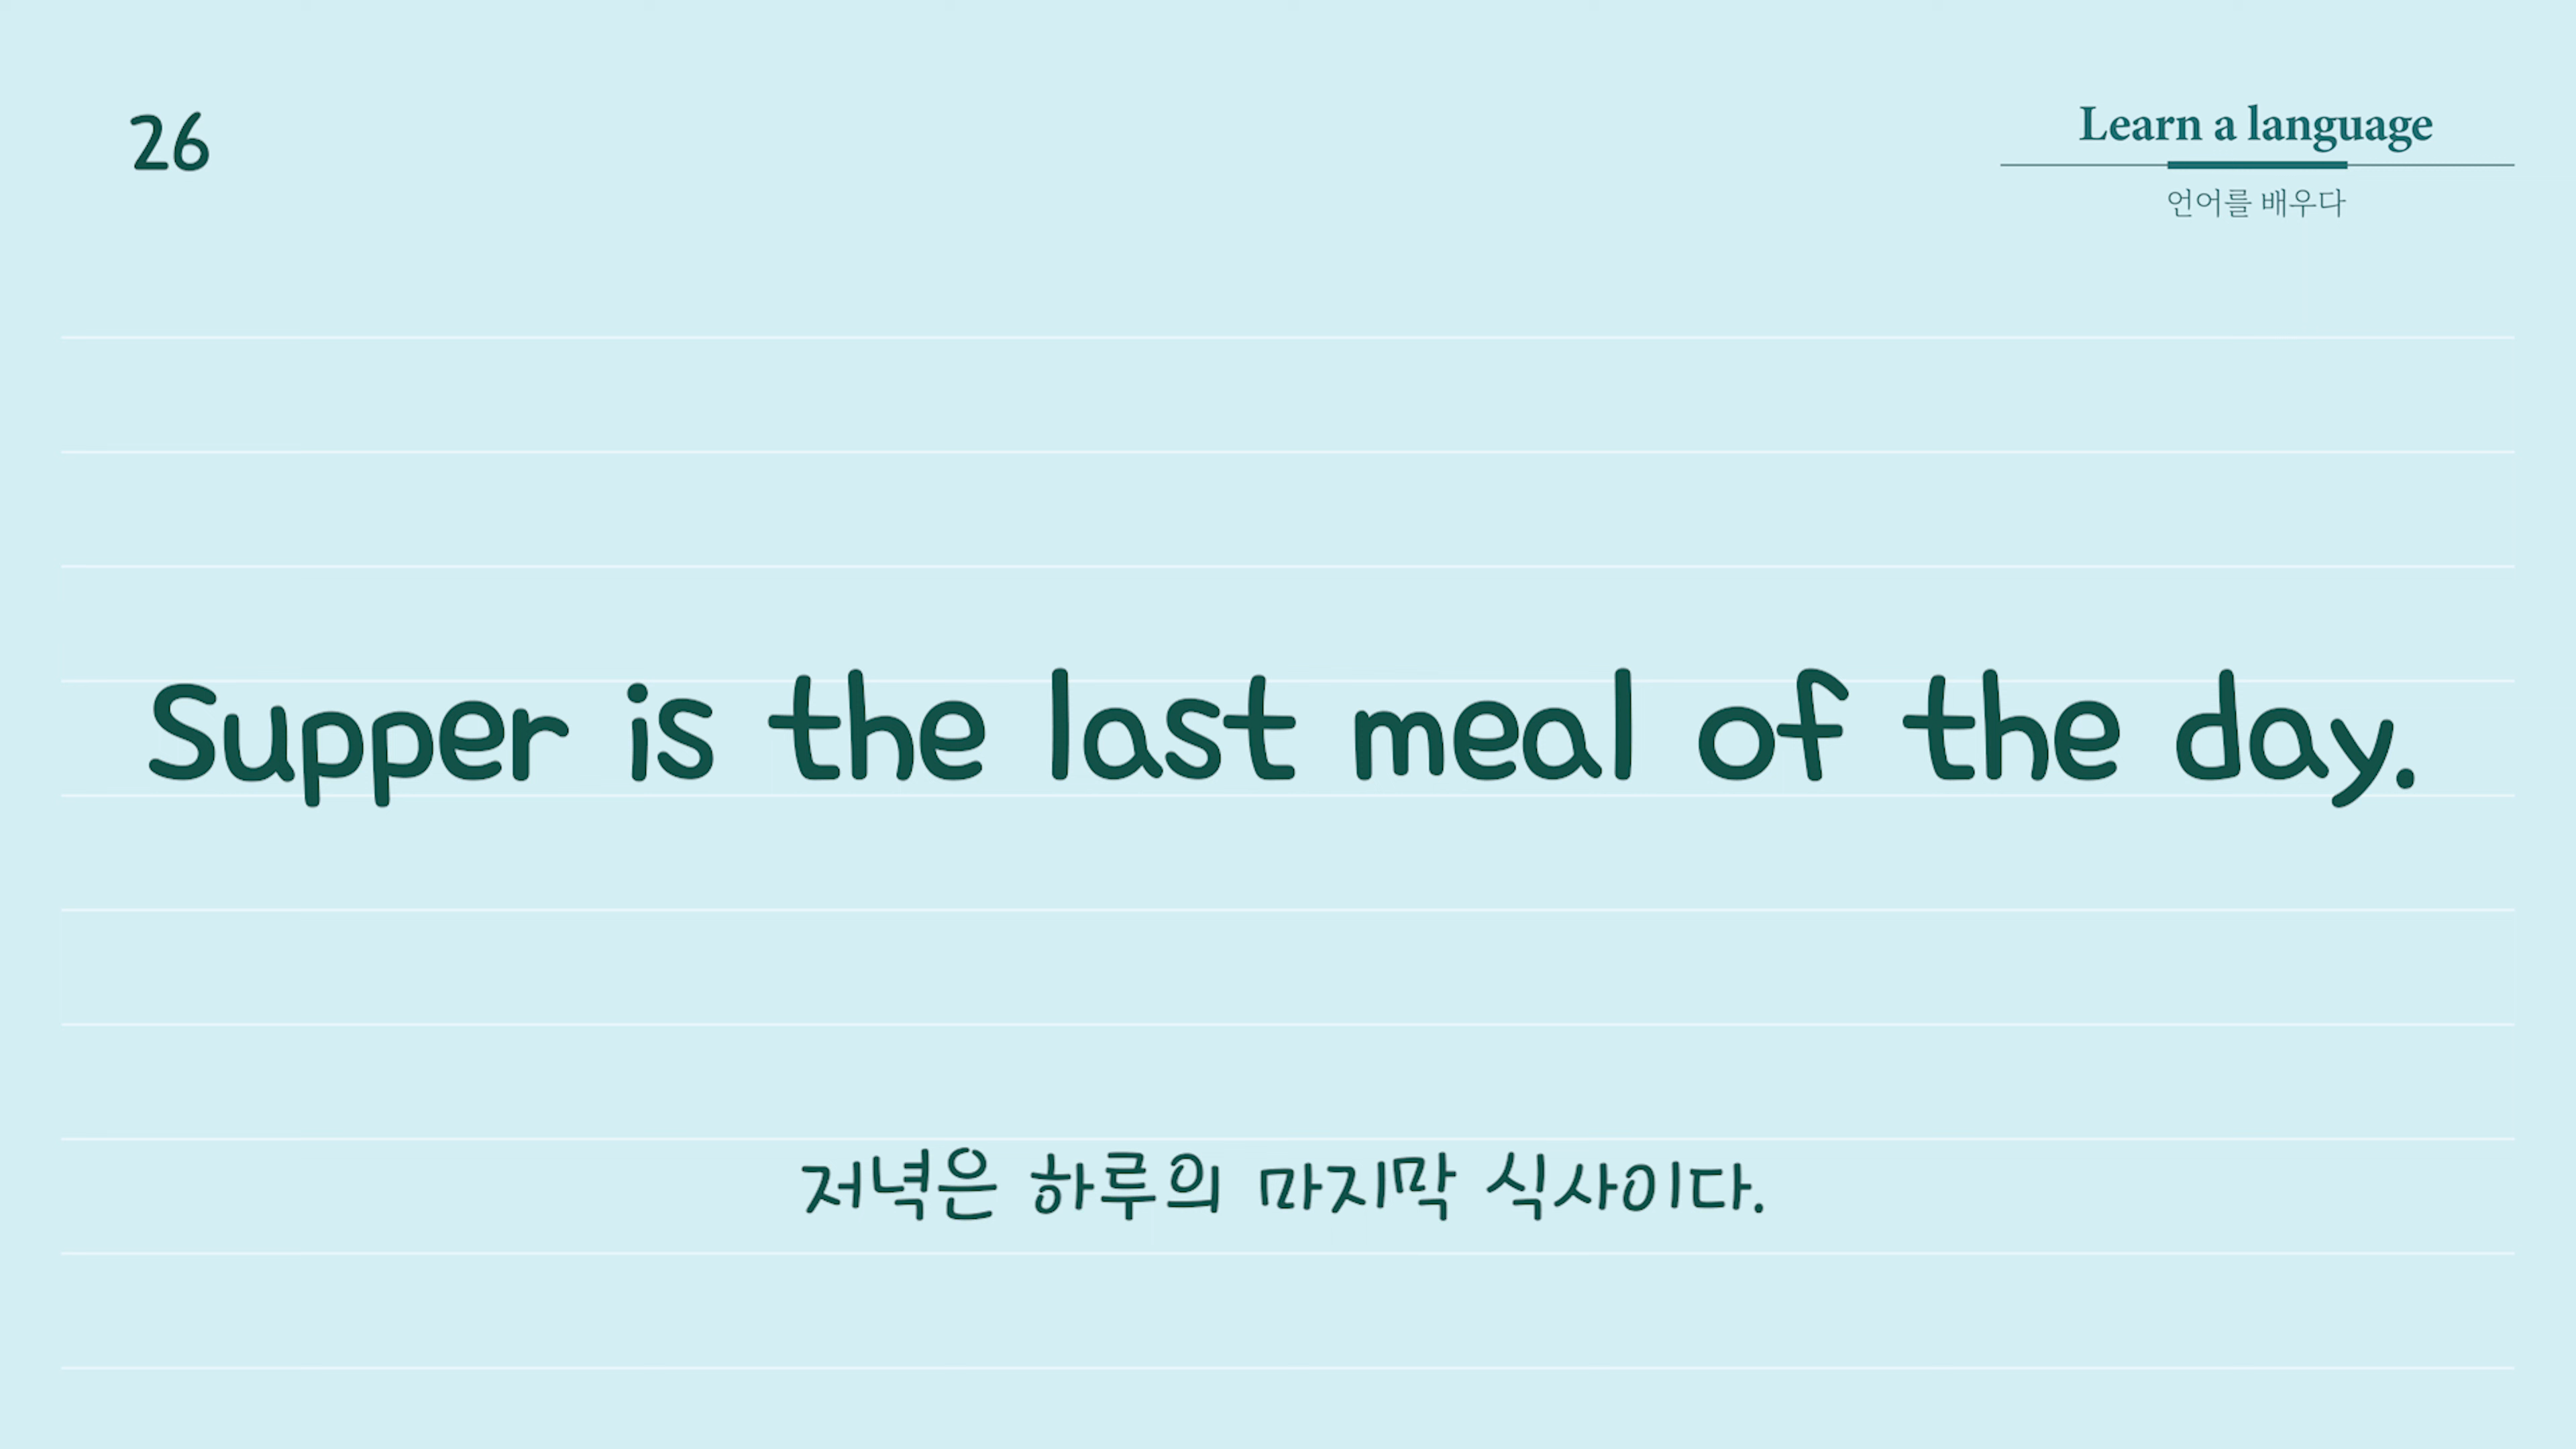 26
Learn a language
언어를 배우다
Supper is the last meal of the day.
저녁은 하루의 마지막 식사이다.